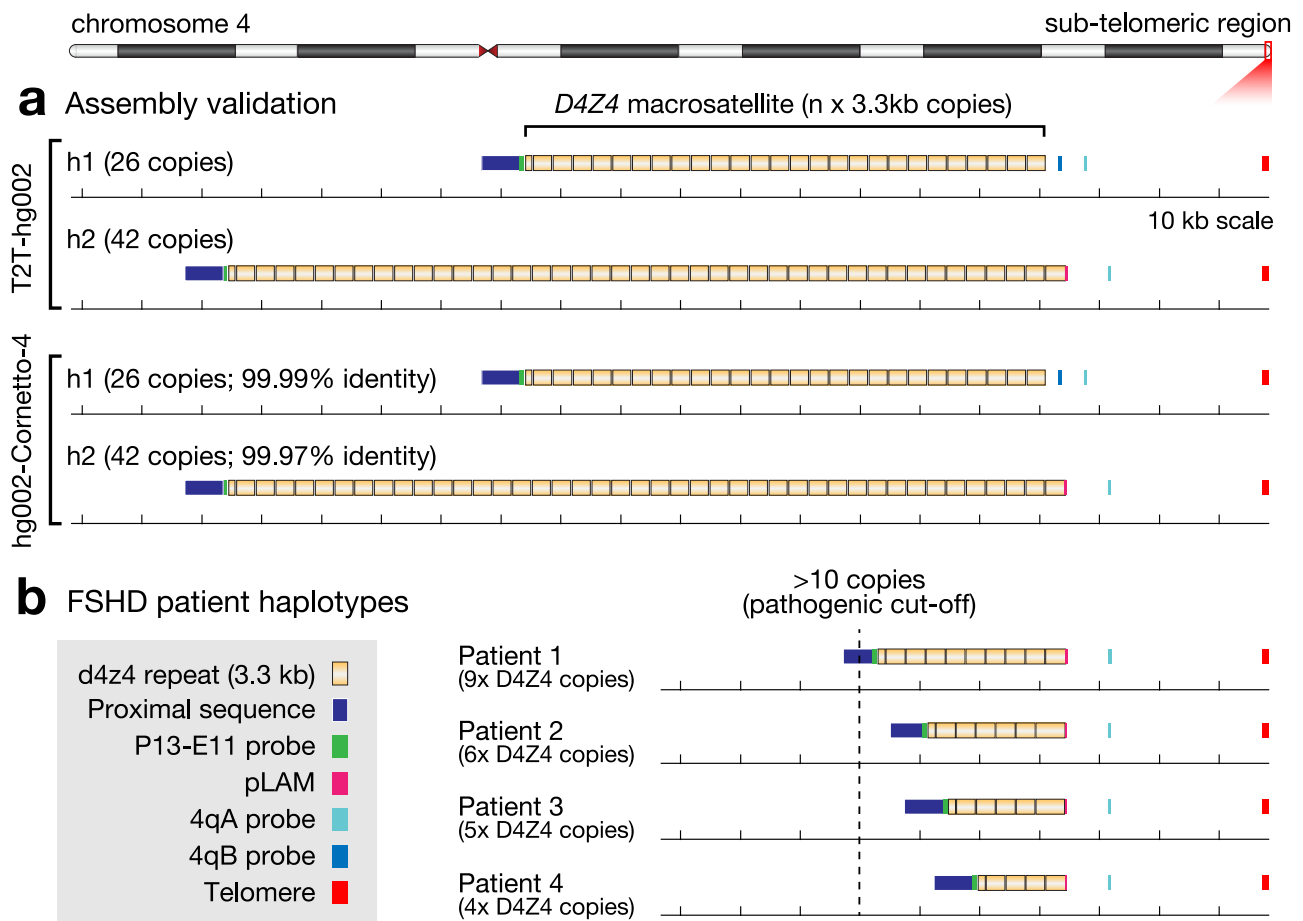 chromosome 4
sub-telomeric region
a Assembly validation
D4Z4 macrosatellite (n x 3.3kb copies)
T2T-hg002
h1 (26 copies)
10 kb scale
h2 (42 copies)
hg002-Cornetto-4
h1 (26 copies; 99.99% identity)
h2 (42 copies; 99.97% identity)
b FSHD patient haplotypes
>10 copies
(pathogenic cut-off)
d4z4 repeat (3.3 kb)
Proximal sequence
P13-E11 probe
pLAM
4qA probe
4qB probe
Telomere
Patient 1
(9x D4Z4 copies)
Patient 2
(6x D4Z4 copies)
Patient 3
(5x D4Z4 copies)
Patient 4
(4x D4Z4 copies)